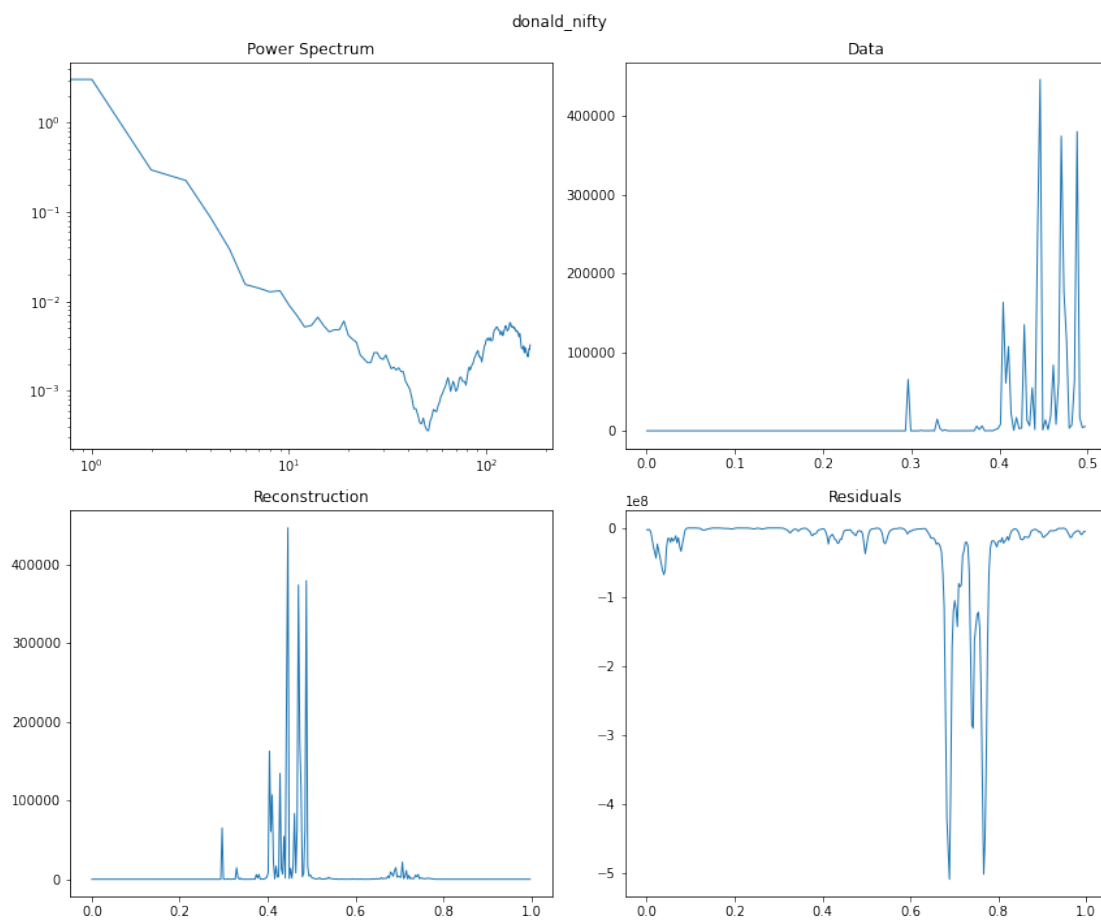 donald_nifty
Power Spectrum
10⁰
10⁻¹
10⁻²
10⁻³
10⁰ 10¹ 10²
Data
400000
300000
200000
100000
0
0.0 0.1 0.2 0.3 0.4 0.5
Reconstruction
400000
300000
200000
100000
0
0.0 0.2 0.4 0.6 0.8 1.0
Residuals
1e8
0
−1
−2
−3
−4
−5
0.0 0.2 0.4 0.6 0.8 1.0